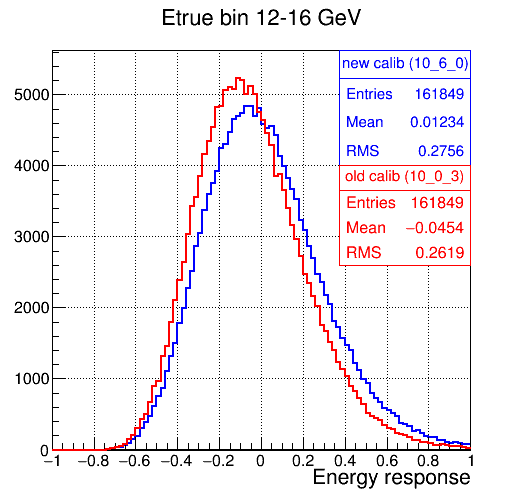 Etrue bin 12-16 GeV
new calib (10_6_0)
Entries 161849
Mean 0.01234
RMS 0.2756
old calib (10_0_3)
Entries 161849
Mean −0.0454
RMS 0.2619
5000
4000
3000
2000
1000
0
−1 −0.8 −0.6 −0.4 −0.2 0 0.2 0.4 0.6 0.8 1
Energy response